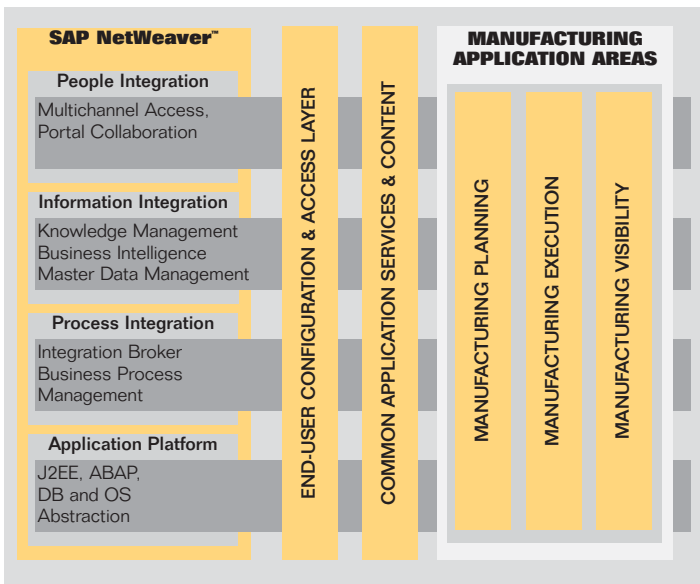 SAP NetWeaver™
People Integration
Multichannel Access,
Portal Collaboration
Information Integration
Knowledge Management
Business Intelligence
Master Data Management
Process Integration
Integration Broker
Business Process
Management
Application Platform
J2EE, ABAP,
DB and OS
Abstraction
END-USER CONFIGURATION & ACCESS LAYER
COMMON APPLICATION SERVICES & CONTENT
MANUFACTURING
APPLICATION AREAS
MANUFACTURING PLANNING
MANUFACTURING EXECUTION
MANUFACTURING VISIBILITY